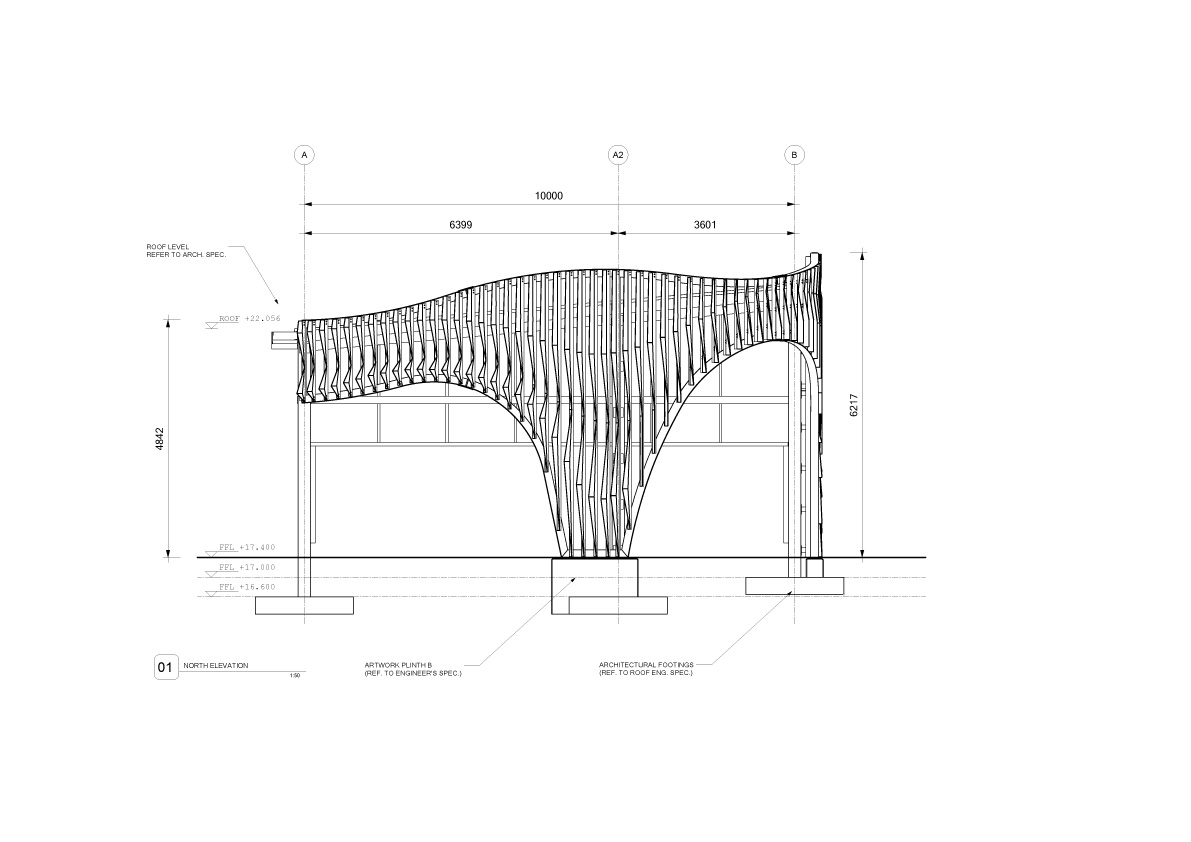 A
A2
B
10000
6399
3601
ROOF LEVEL
REFER TO ARCH. SPEC.
ROOF +22.056
4842
6217
FFL +17.400
FFL +17.000
FFL +16.600
01
NORTH ELEVATION
1:50
ARTWORK PLINTH B
(REF. TO ENGINEER'S SPEC.)
ARCHITECTURAL FOOTINGS
(REF. TO ROOF ENG. SPEC.)